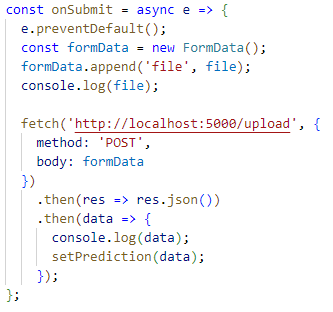 const onSubmit = async e => {
  e.preventDefault();
  const formData = new FormData();
  formData.append('file', file);
  console.log(file);

  fetch('http://localhost:5000/upload', {
    method: 'POST',
    body: formData
  })
    .then(res => res.json())
    .then(data => {
      console.log(data);
      setPrediction(data);
    });
};